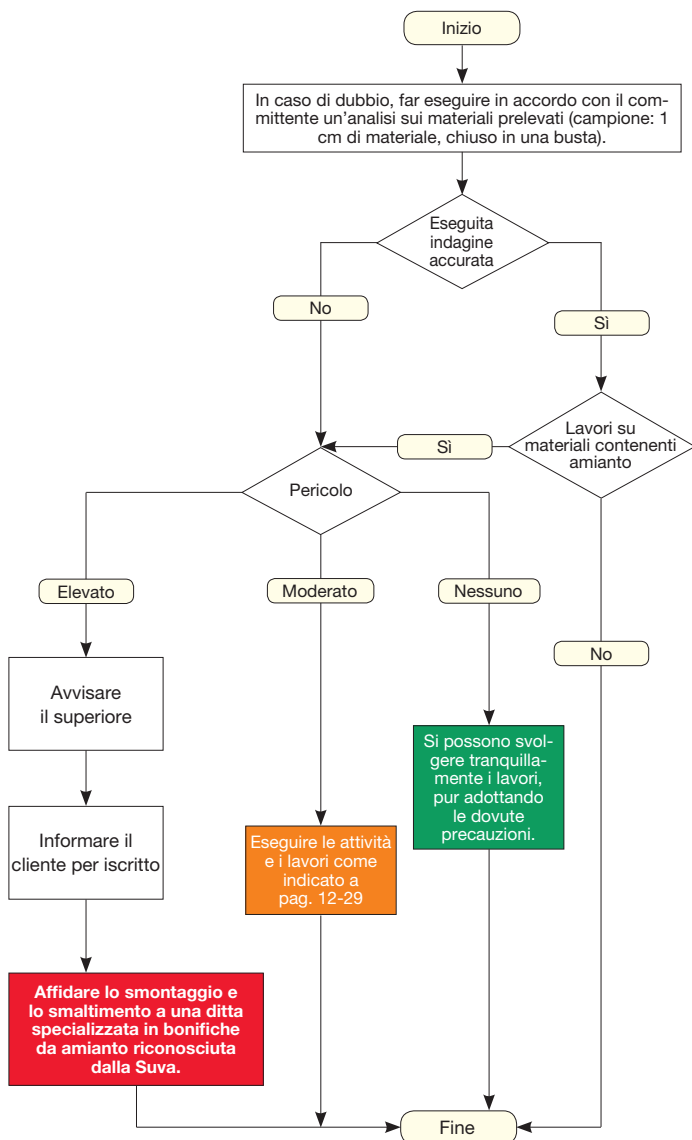 Inizio
In caso di dubbio, far eseguire in accordo con il com-
mittente un'analisi sui materiali prelevati (campione: 1
cm di materiale, chiuso in una busta).
Eseguita
indagine
accurata
No
Sì
Lavori su
materiali contenenti
amianto
Sì
Pericolo
Elevato
Moderato
Nessuno
No
Avvisare
il superiore
Si possono svol-
gere tranquilla-
mente i lavori,
pur adottando
le dovute
precauzioni.
Informare il
cliente per iscritto
Eseguire le attività
e i lavori come
indicato a
pag. 12-29
Affidare lo smontaggio e
lo smaltimento a una ditta
specializzata in bonifiche
da amianto riconosciuta
dalla Suva.
Fine